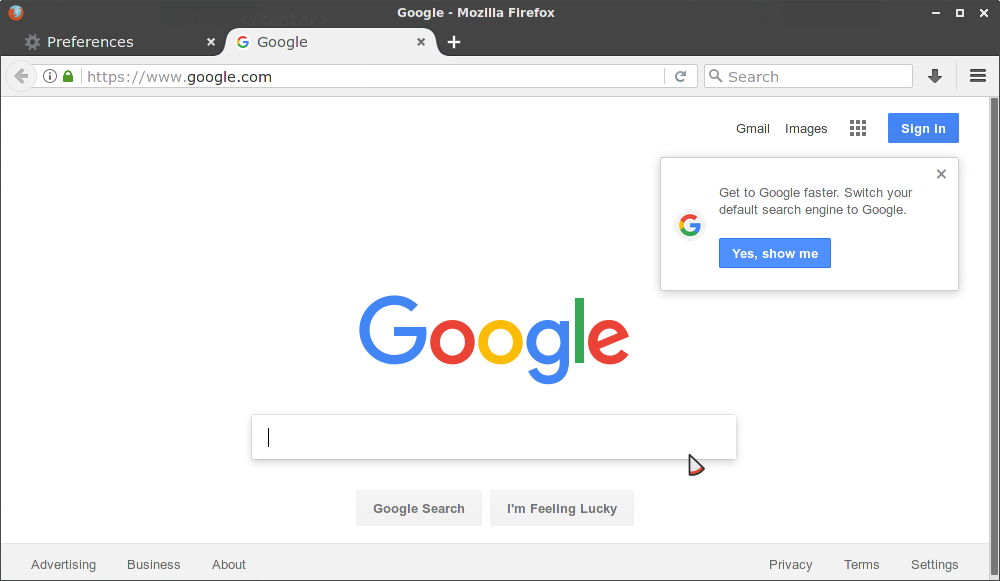 </center>
Google - Mozilla Firefox
Preferences
Google
https://www.google.com
Search
Gmail
Images
Sign in
Get to Google faster. Switch your
default search engine to Google.
Yes, show me
Google
Google Search
I'm Feeling Lucky
Advertising
Business
About
Privacy
Terms
Settings